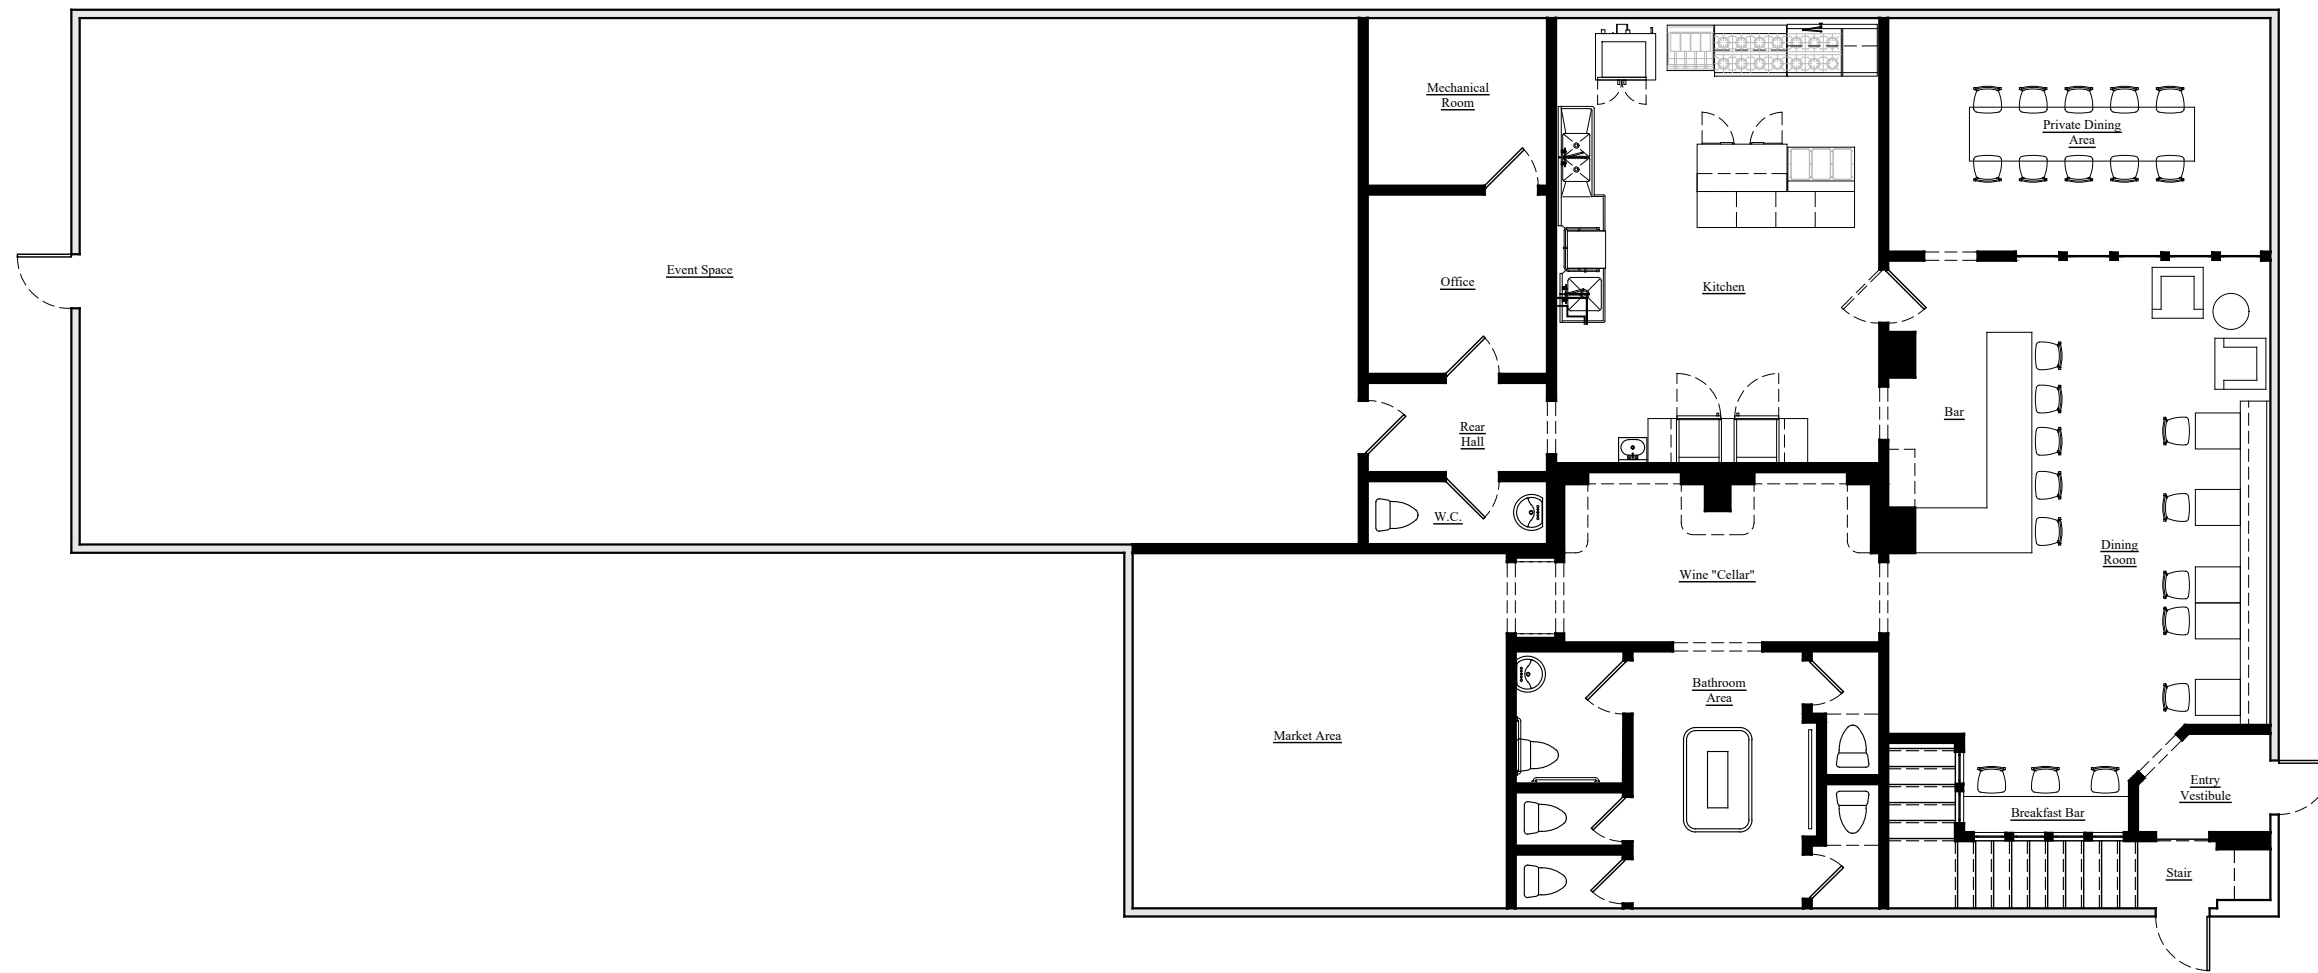 Mechanical
Room
Private Dining
Area
Event Space
Office
Kitchen
Rear
Hall
Bar
W.C.
Dining
Room
Wine "Cellar"
Bathroom
Area
Market Area
Entry
Vestibule
Breakfast Bar
Stair